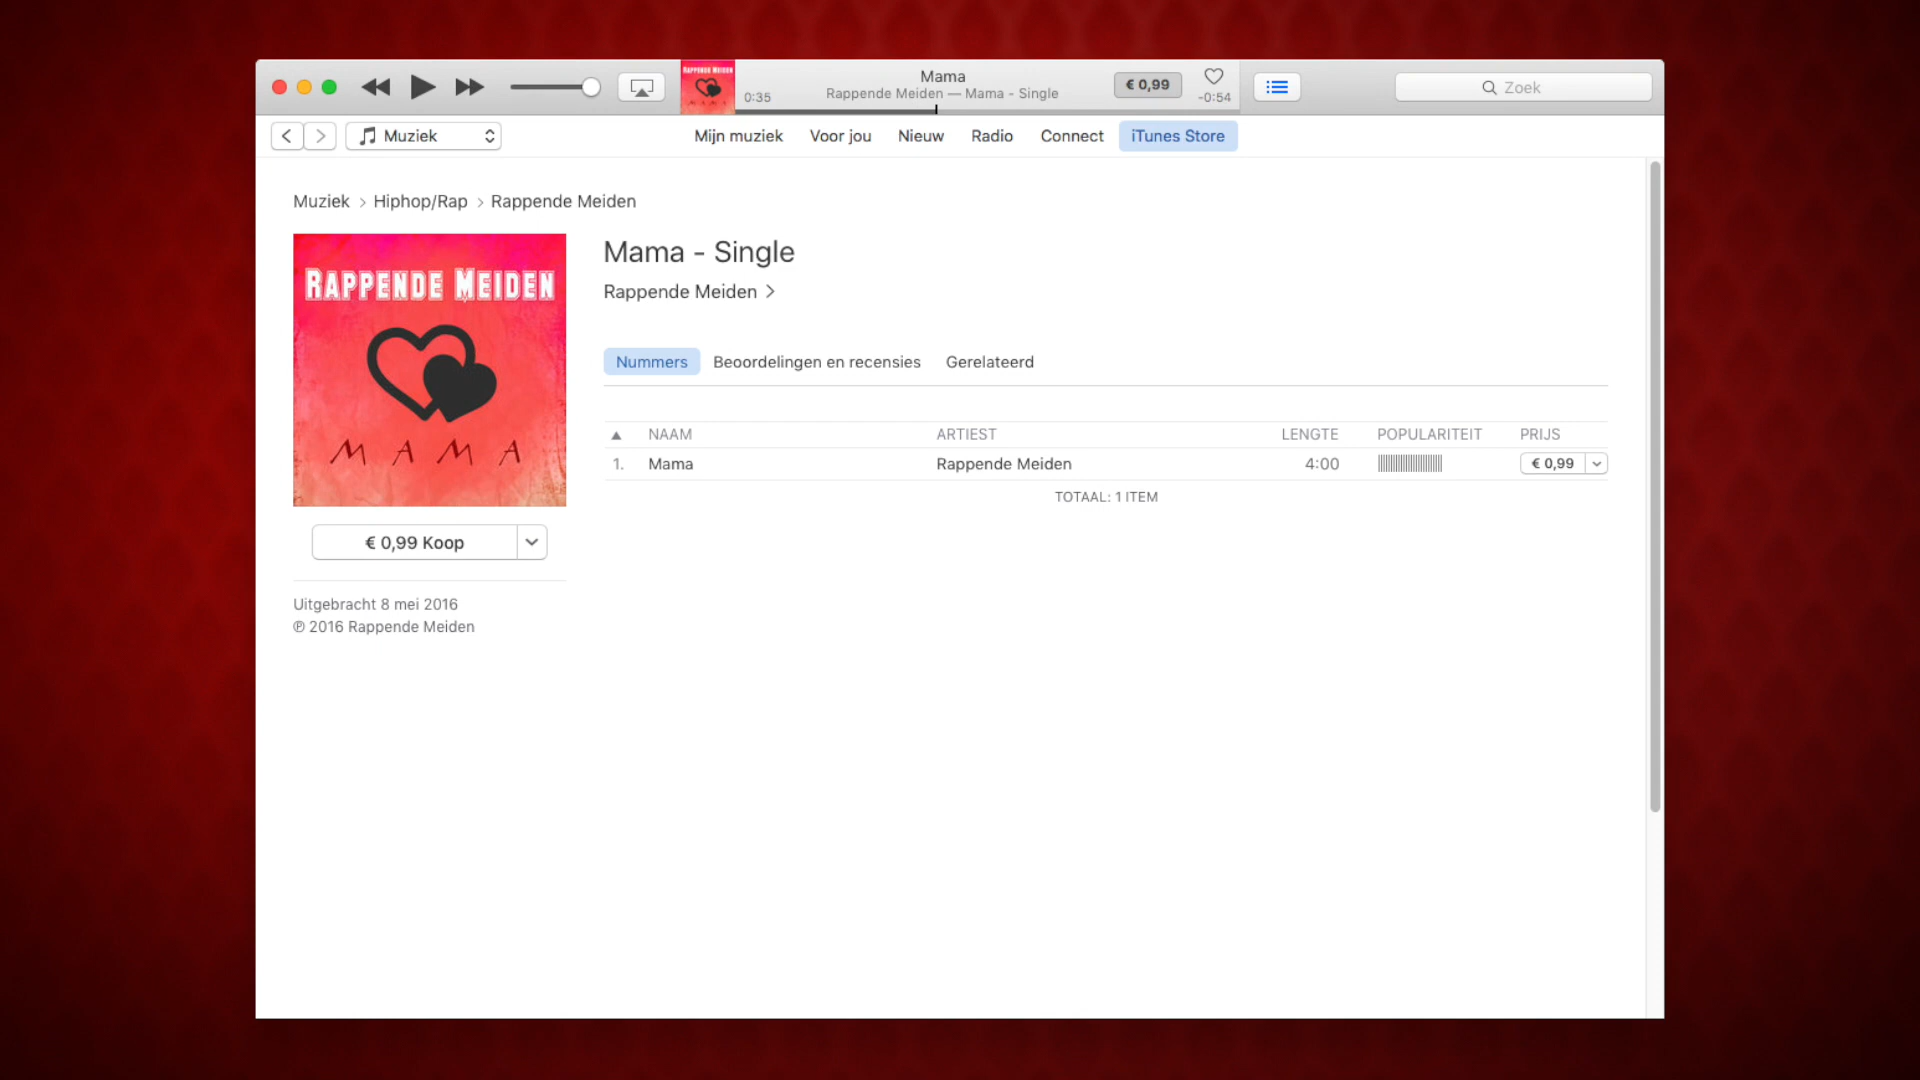 RAPPENDE MEIDEN
MAMA
0:35
Mama
Rappende Meiden — Mama - Single
€ 0,99
-0:54
Zoek
Muziek
Mijn muziek
Voor jou
Nieuw
Radio
Connect
iTunes Store
Muziek > Hiphop/Rap > Rappende Meiden
RAPPENDE MEIDEN
MAMA
€ 0,99 Koop
Uitgebracht 8 mei 2016
℗ 2016 Rappende Meiden
Mama - Single
Rappende Meiden >
Nummers Beoordelingen en recensies Gerelateerd
▲ NAAM ARTIEST LENGTE POPULARITEIT PRIJS
1. Mama Rappende Meiden 4:00 € 0,99
TOTAAL: 1 ITEM